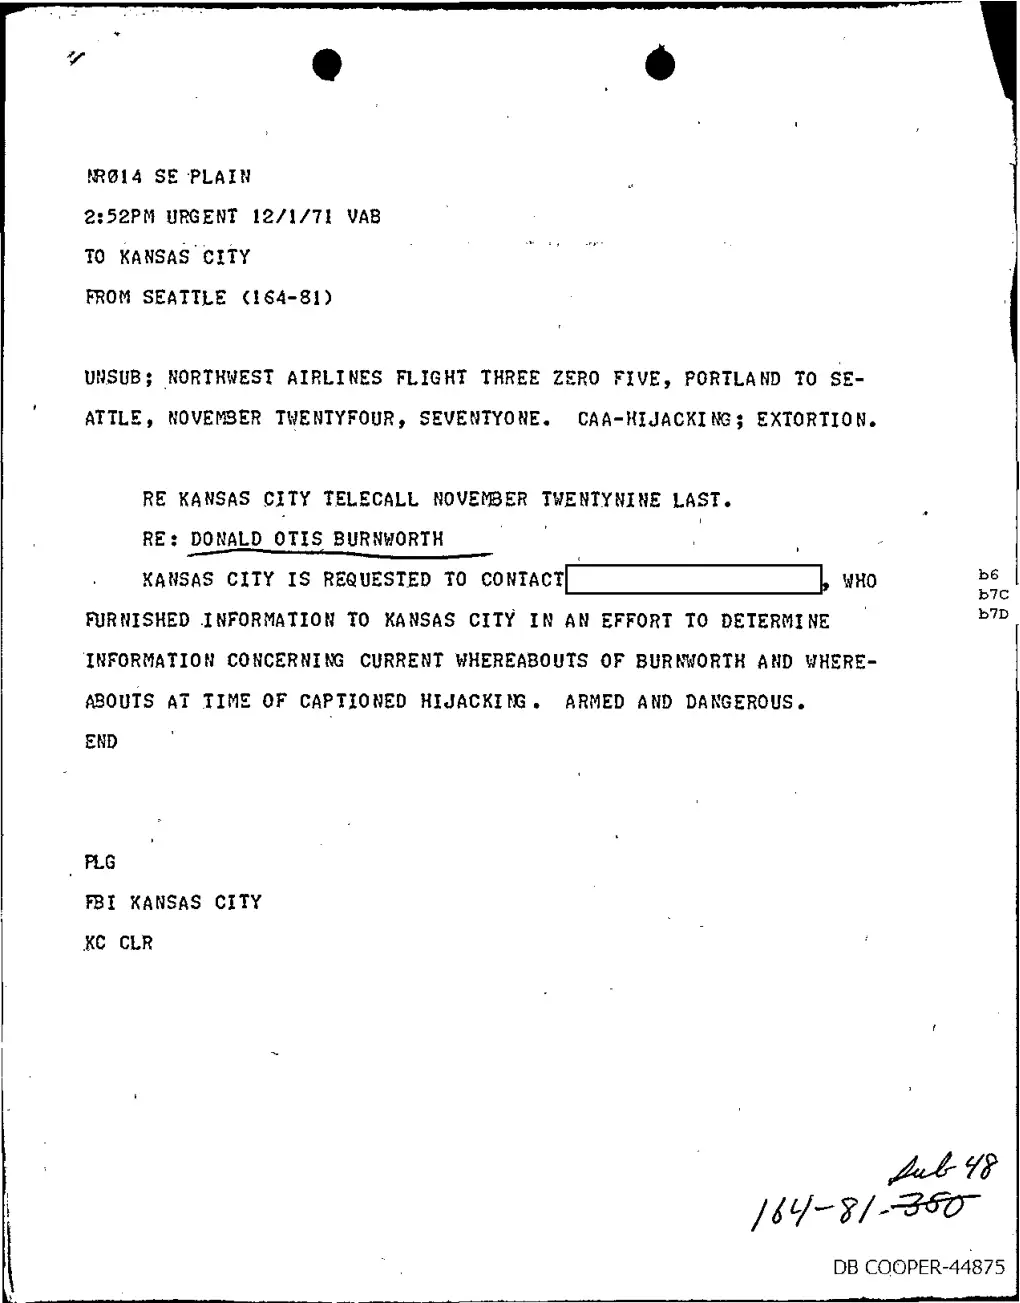 NR014 SE PLAIN
2:52PM URGENT 12/1/71 VAB
TO KANSAS CITY
FROM SEATTLE (164-81)
UNSUB; NORTHWEST AIRLINES FLIGHT THREE ZERO FIVE, PORTLAND TO SE-
ATTLE, NOVEMBER TWENTYFOUR, SEVENTYONE. CAA-HIJACKING; EXTORTION.
RE KANSAS CITY TELECALL NOVEMBER TWENTYNINE LAST.
RE: DONALD OTIS BURNWORTH
KANSAS CITY IS REQUESTED TO CONTACT , WHO
b6
b7C
b7D
FURNISHED INFORMATION TO KANSAS CITY IN AN EFFORT TO DETERMINE
INFORMATION CONCERNING CURRENT WHEREABOUTS OF BURNWORTH AND WHERE-
ABOUTS AT TIME OF CAPTIONED HIJACKING. ARMED AND DANGEROUS.
END
PLG
FBI KANSAS CITY
KC CLR
Sub 48
164-81-350
DB COOPER-44875